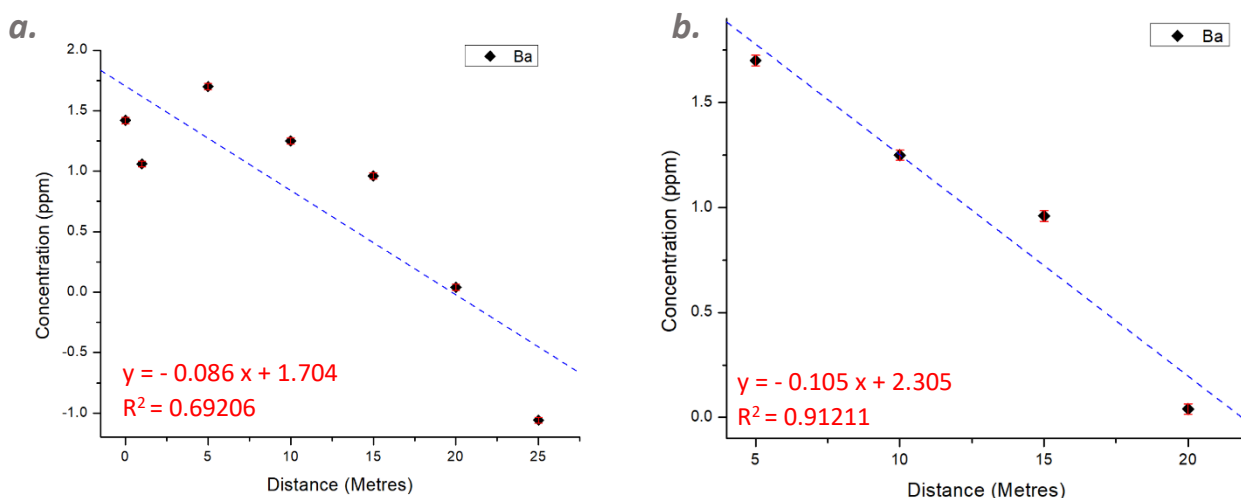 a.
Ba
2.0
1.5
1.0
0.5
0.0
-0.5
-1.0
Concentration (ppm)
y = - 0.086 x + 1.704
R² = 0.69206
0 5 10 15 20 25
Distance (Metres)
b.
Ba
1.5
1.0
0.5
0.0
Concentration (ppm)
y = - 0.105 x + 2.305
R² = 0.91211
5 10 15 20
Distance (Metres)